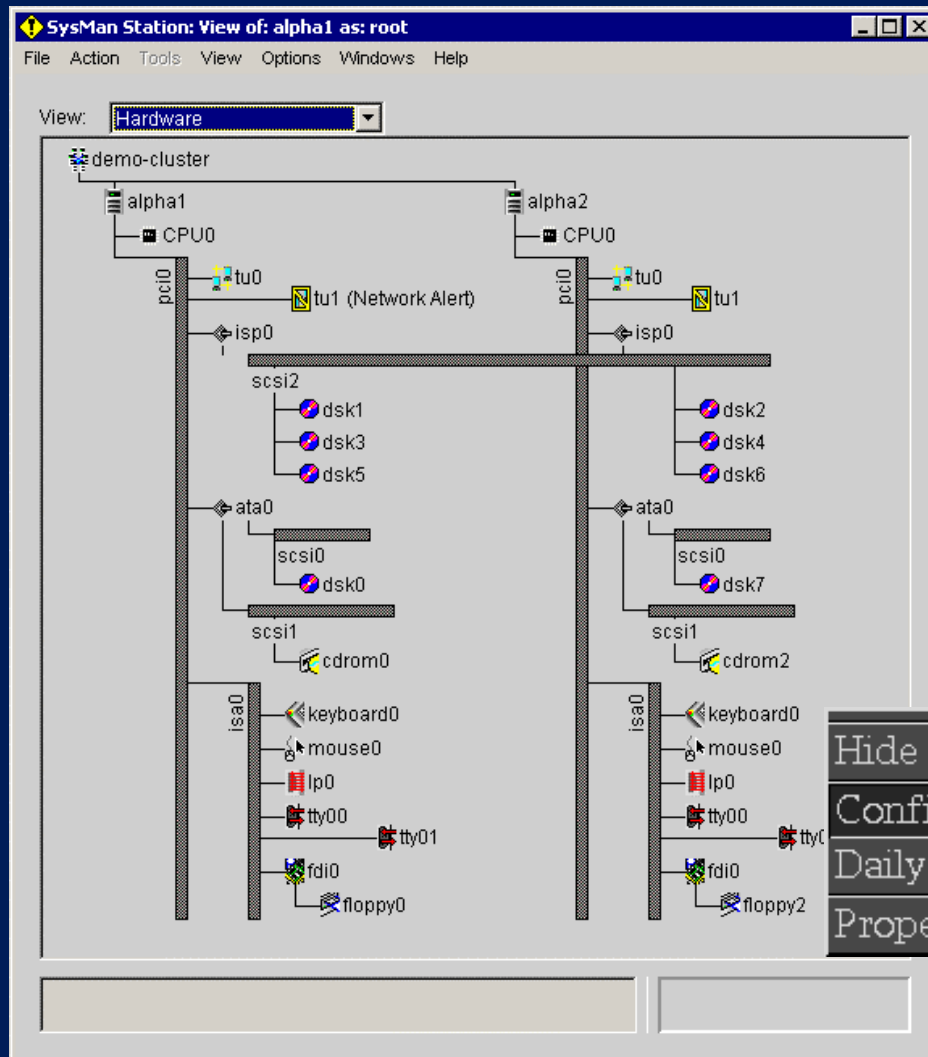 SysMan Station: View of: alpha1 as: root
File Action Tools View Options Windows Help
View: Hardware
demo-cluster
alpha1 alpha2
CPU0 CPU0
pci0 pci0
tu0 tu0
tu1 (Network Alert) tu1
isp0 isp0
scsi2
dsk1 dsk2
dsk3 dsk4
dsk5 dsk6
ata0 ata0
scsi0 scsi0
dsk0 dsk7
scsi1 scsi1
cdrom0 cdrom2
isa0 isa0
keyboard0 keyboard0
mouse0 mouse0
Hide
lp0 lp0
tty00 tty00
tty01
fdi0 fdi0
Daily
floppy0 floppy2